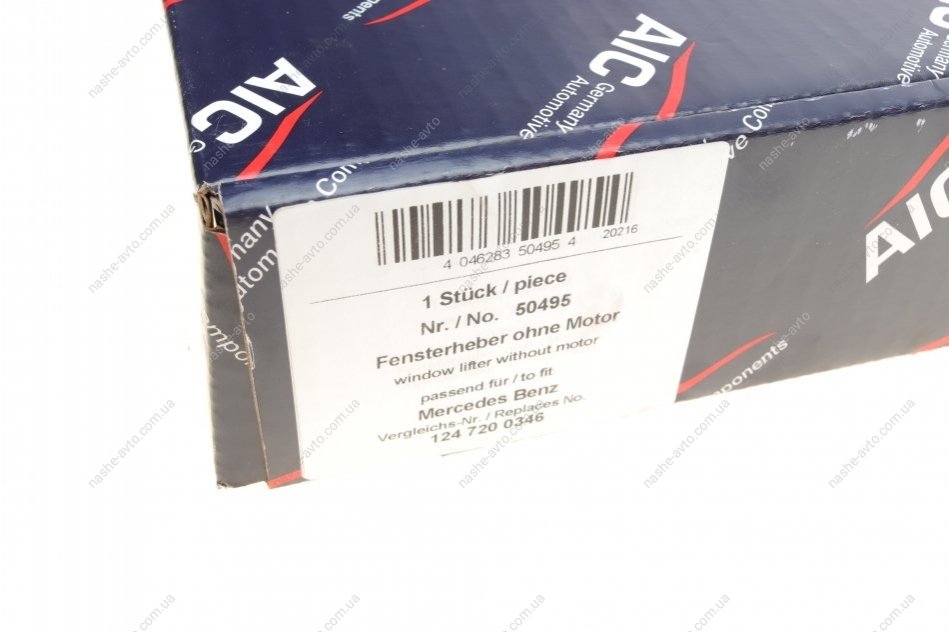 AIC
Germany
Automotive
AIC
4 046283 50495 4
20216
1 Stück / piece
Nr. / No. 50495
Fensterheber ohne Motor
window lifter without motor
passend für / to fit
Mercedes Benz
Vergleichs-Nr. / Replaces No.
124 720 0346
nashe-avto.com.ua